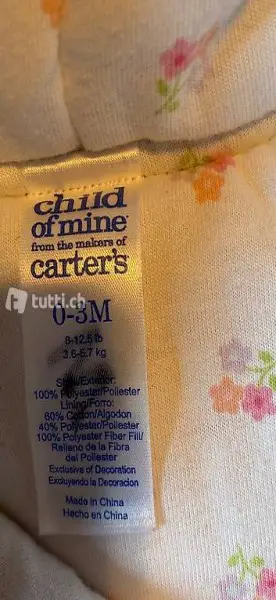 child
of mine
from the makers of
carter's
tutti.ch
0-3M
8-12.5 lb
3.6-5.7 kg
Shell/Exterior:
100% Polyester/Poliester
Lining/Forro:
60% Cotton/Algodon
40% Polyester/Poliester
100% Polyester Fiber Fill/
Relleno de la Fibra
del Poliester
Exclusive of Decoration
Excluyendo la Decoracion
Made in China
Hecho en China